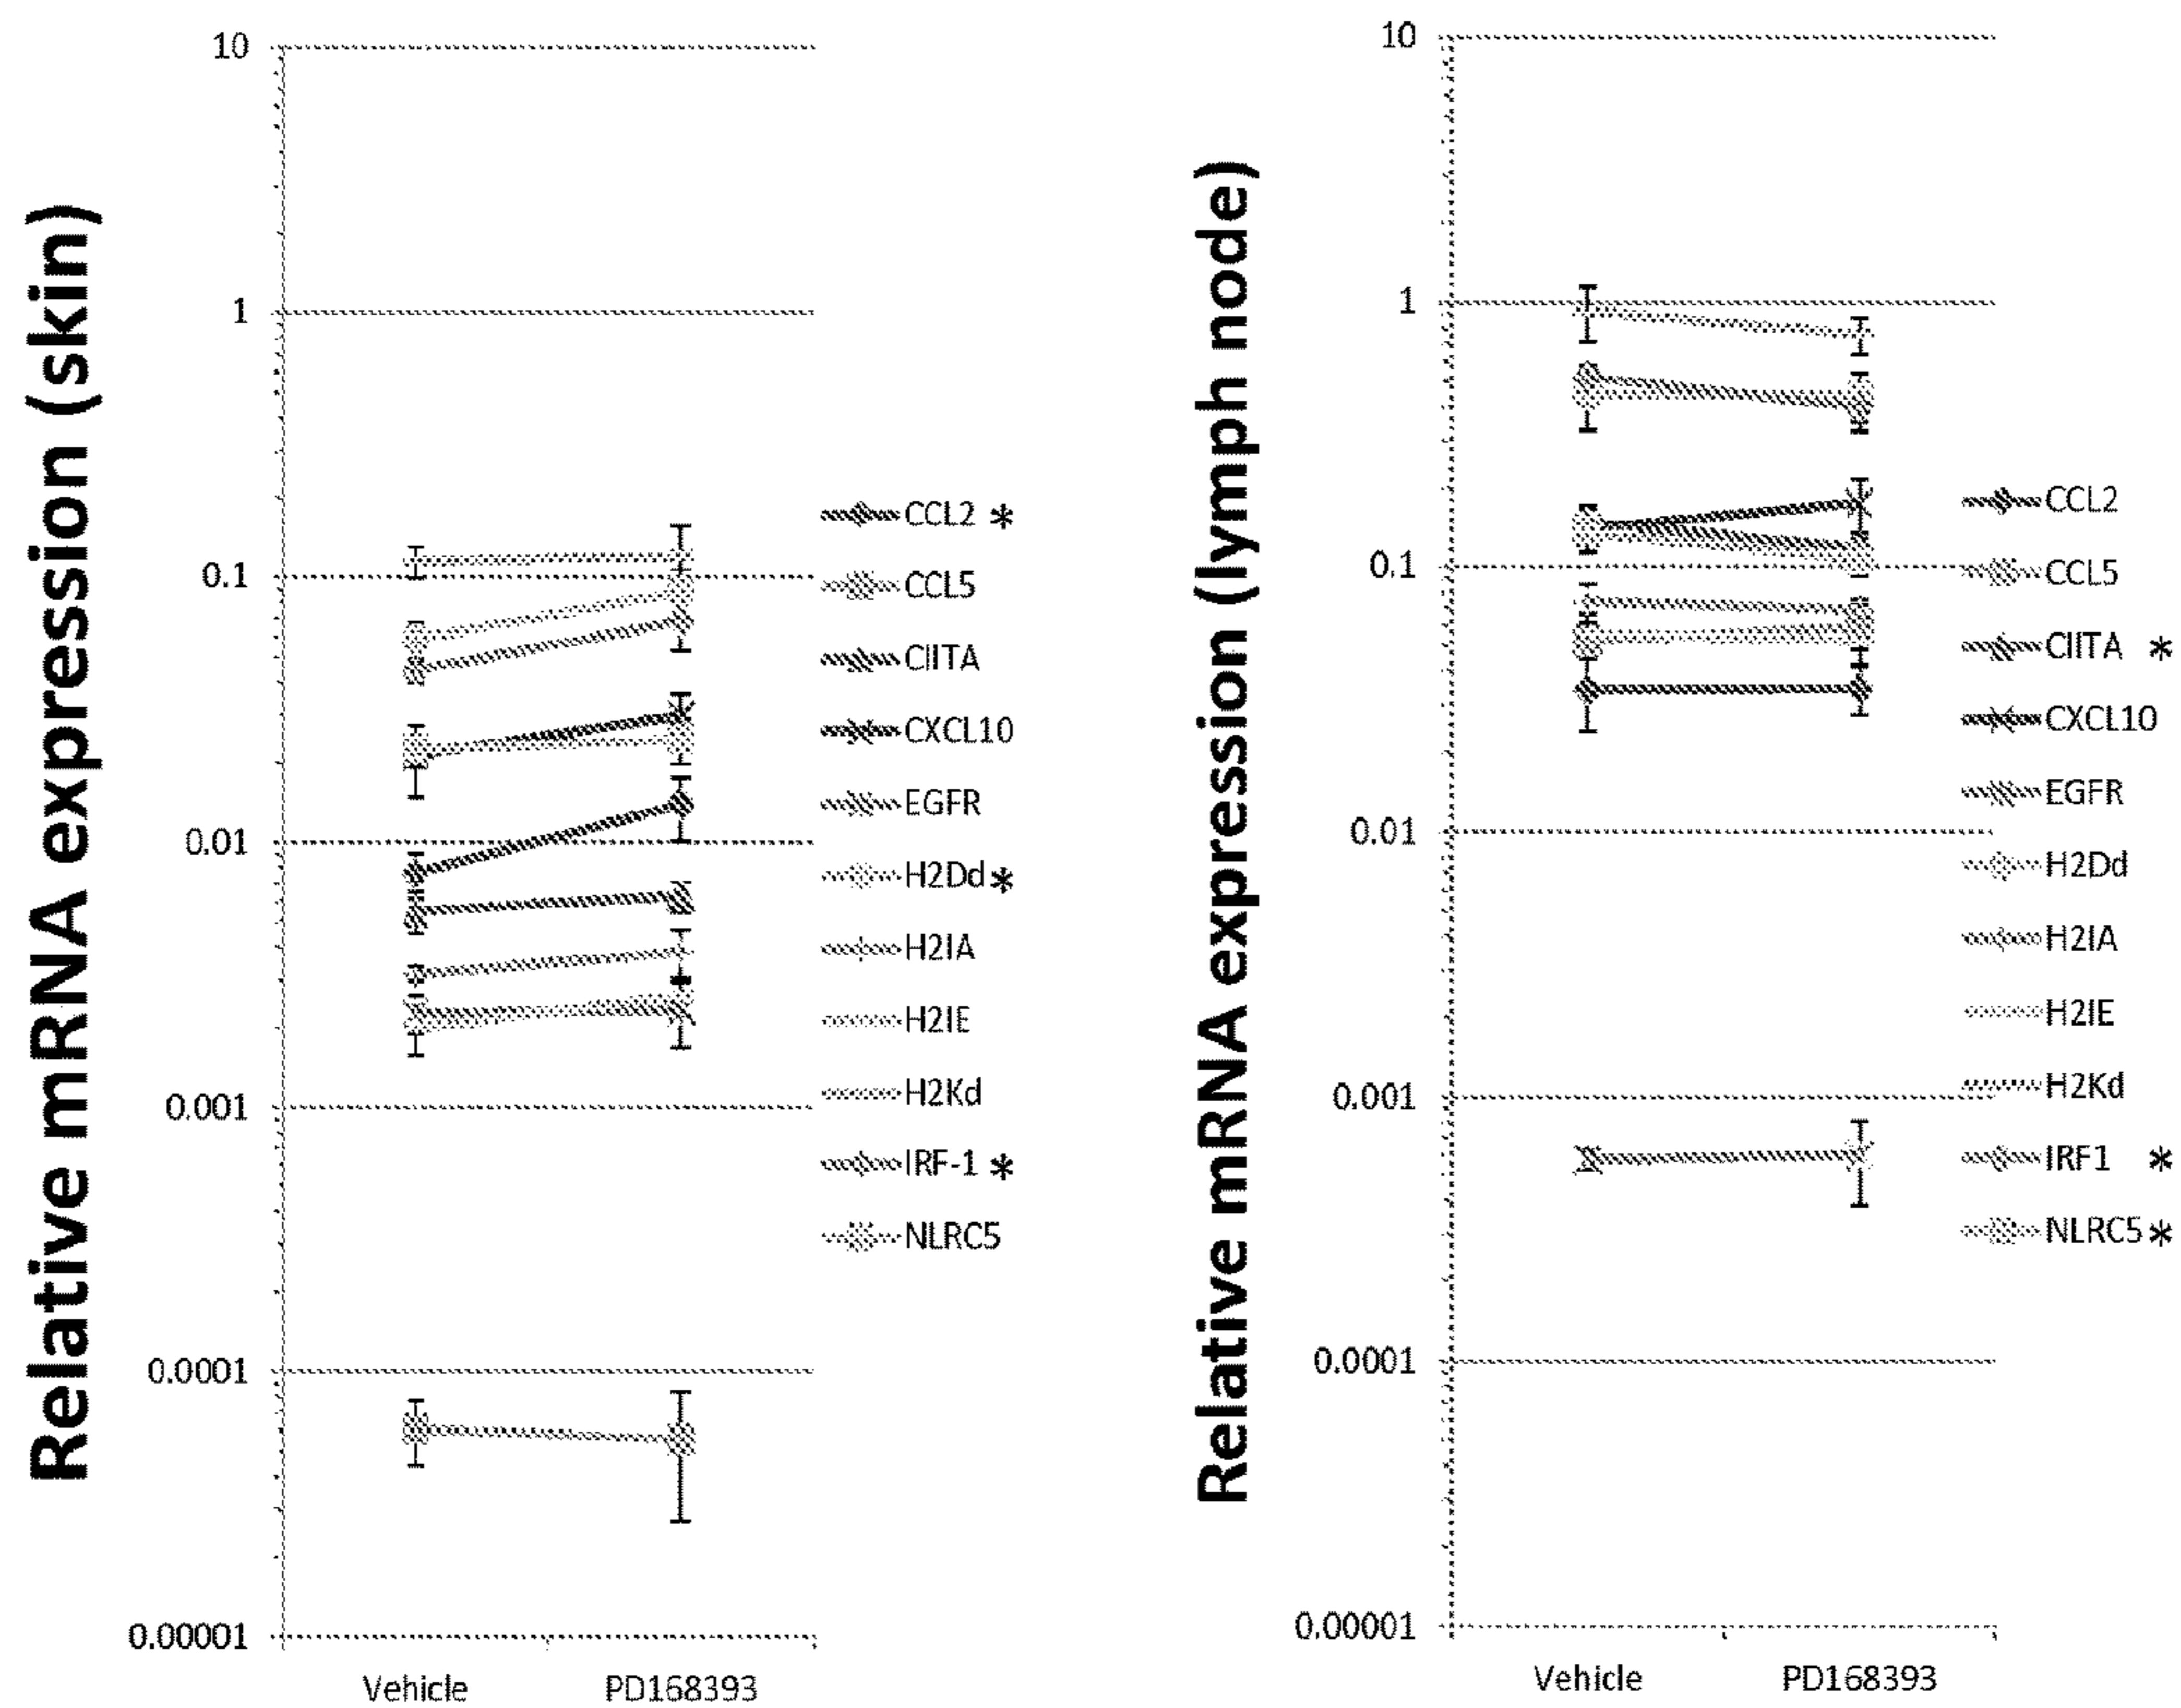 Relative mRNA expression (skin)
10
1
0.1
0.01
0.001
0.0001
0.00001
Vehicle
PD168393
CCL2 *
CCL5
CIITA
CXCL10
EGFR
H2Dd *
H2IA
H2IE
H2Kd
IRF-1 *
NLRC5
Relative mRNA expression (lymph node)
10
1
0.1
0.01
0.001
0.0001
0.00001
Vehicle
PD168393
CCL2
CCL5
CIITA *
CXCL10
EGFR
H2Dd
H2IA
H2IE
H2Kd
IRF1 *
NLRC5 *